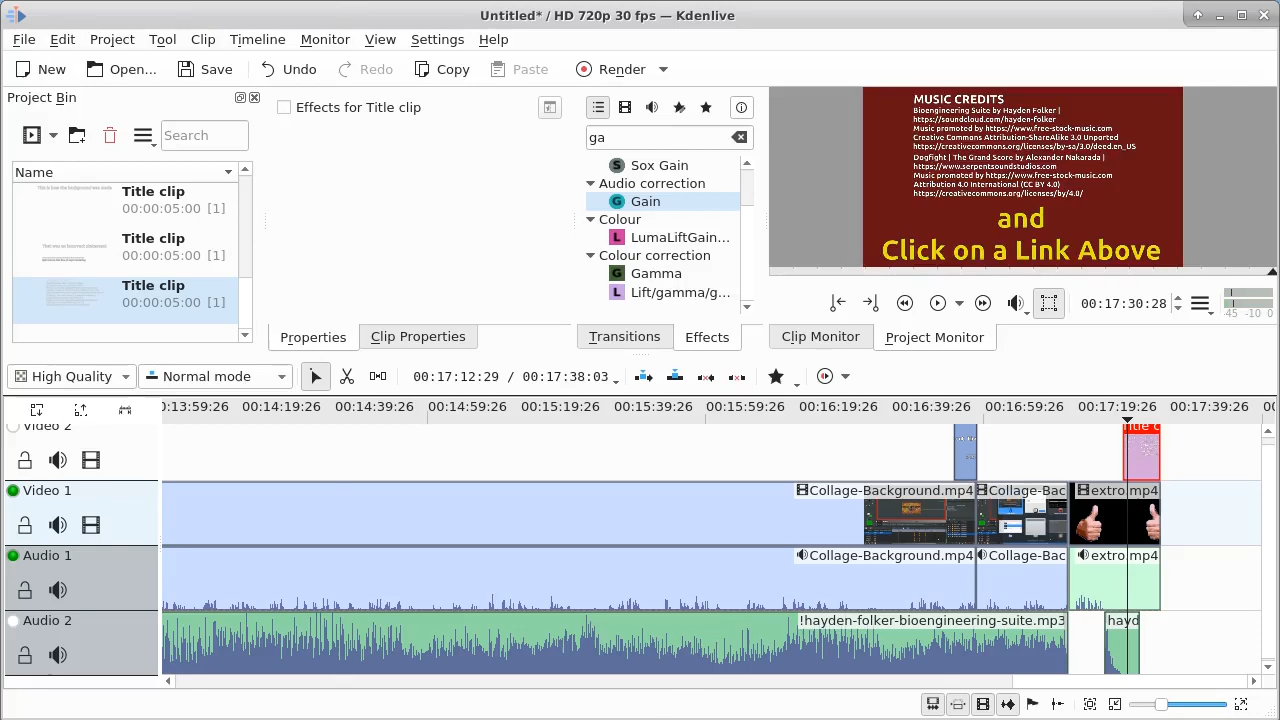 Untitled* / HD 720p 30 fps — Kdenlive
File Edit Project Tool Clip Timeline Monitor View Settings Help
New Open... Save Undo Redo Copy Paste Render
Project Bin
Search
Name
Title clip
00:00:05:00 [1]
Title clip
00:00:05:00 [1]
Title clip
00:00:05:00 [1]
Effects for Title clip
Properties Clip Properties
ga
Sox Gain
Audio correction
Gain
Colour
LumaLiftGain...
Colour correction
Gamma
Lift/gamma/g...
Transitions Effects
MUSIC CREDITS
Bioengineering Suite by Hayden Folker |
https://soundcloud.com/hayden-folker
Music promoted by https://www.free-stock-music.com
Creative Commons Attribution-ShareAlike 3.0 Unported
https://creativecommons.org/licenses/by-sa/3.0/deed.en_US
Dogfight | The Grand Score by Alexander Nakarada |
https://www.serpentsoundstudios.com
Music promoted by https://www.free-stock-music.com
Attribution 4.0 International (CC BY 4.0)
https://creativecommons.org/licenses/by/4.0/
and
Click on a Link Above
00:17:30:28
-45 -10 0
Clip Monitor Project Monitor
High Quality Normal mode 00:17:12:29 / 00:17:38:03
0:13:59:26 00:14:19:26 00:14:39:26 00:14:59:26 00:15:19:26 00:15:39:26 00:15:59:26 00:16:19:26 00:16:39:26 00:16:59:26 00:17:19:26 00:17:39:26 00
Video 2
Title c
Video 1
Collage-Background.mp4 Collage-Bac extro.mp4
Audio 1
Collage-Background.mp4 Collage-Bac extro.mp4
Audio 2
!hayden-folker-bioengineering-suite.mp3 hayd